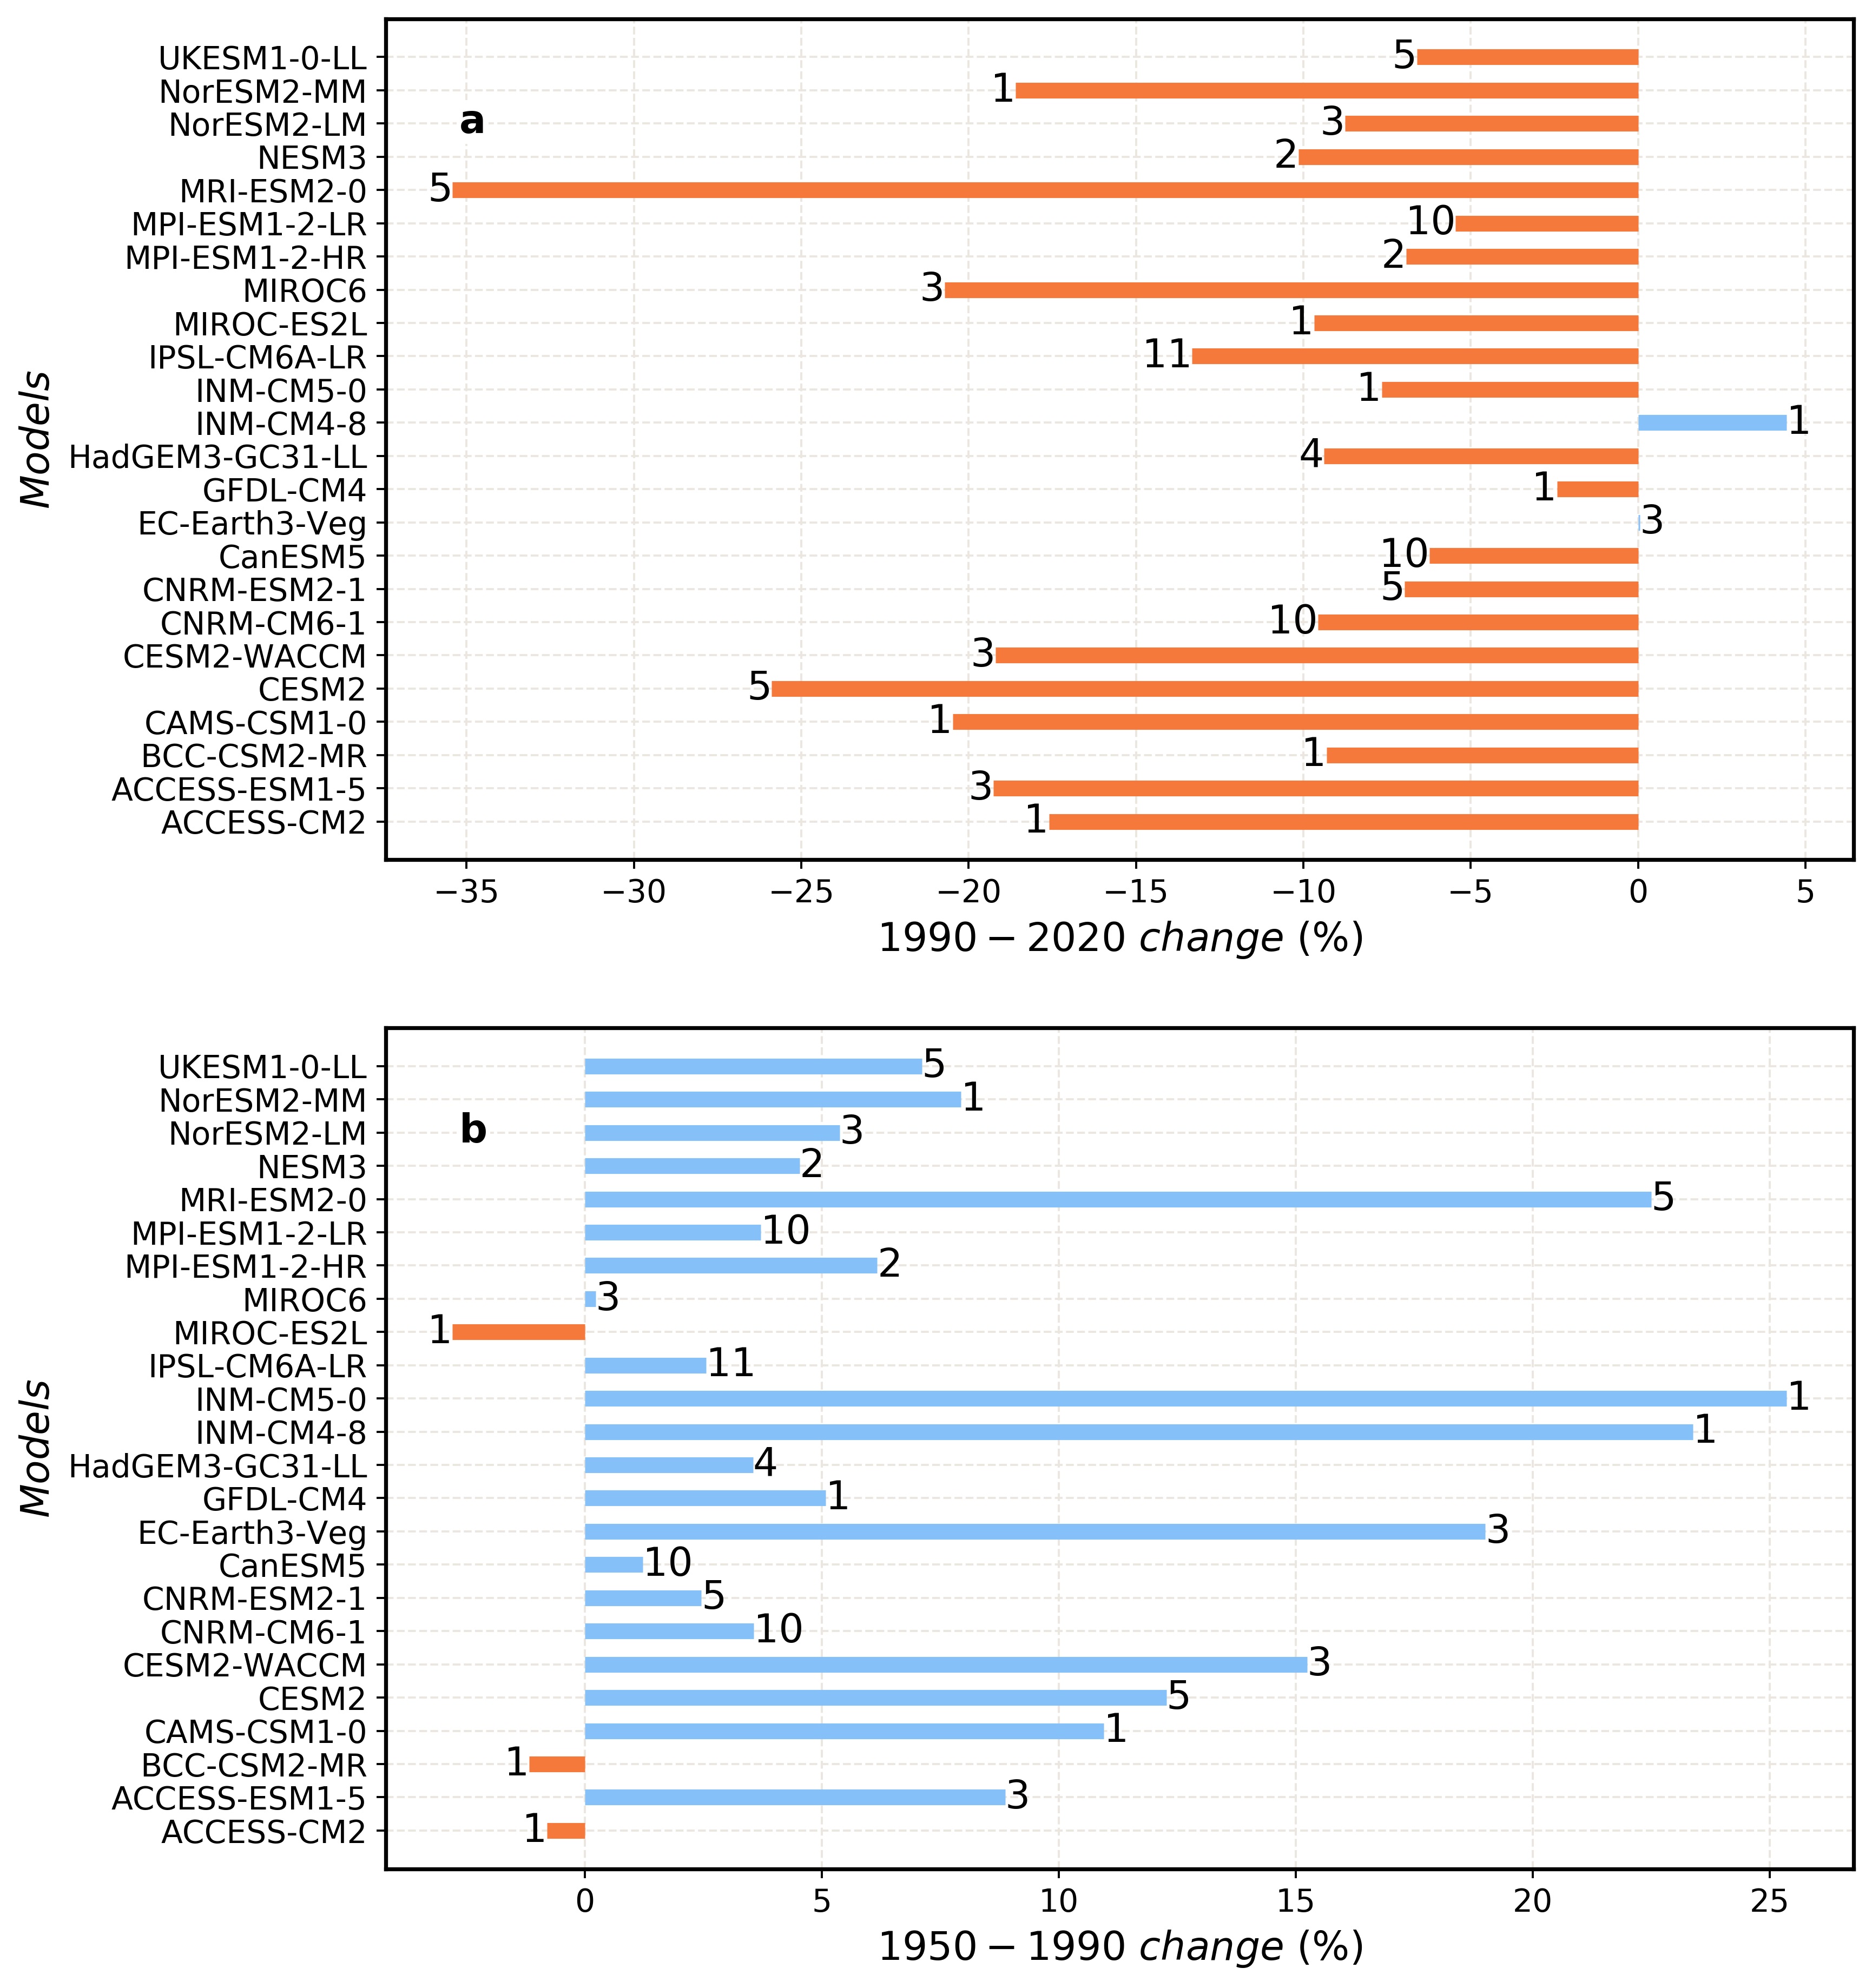 a
UKESM1-0-LL 5
NorESM2-MM 1
NorESM2-LM 3
NESM3 2
MRI-ESM2-0 5
MPI-ESM1-2-LR 10
MPI-ESM1-2-HR 2
MIROC6 3
MIROC-ES2L 1
IPSL-CM6A-LR 11
INM-CM5-0 1
INM-CM4-8 1
HadGEM3-GC31-LL 4
GFDL-CM4 1
EC-Earth3-Veg 3
CanESM5 10
CNRM-ESM2-1 5
CNRM-CM6-1 10
CESM2-WACCM 3
CESM2 5
CAMS-CSM1-0 1
BCC-CSM2-MR 1
ACCESS-ESM1-5 3
ACCESS-CM2 1
Models
−35 −30 −25 −20 −15 −10 −5 0 5
1990 − 2020 change (%)
b
UKESM1-0-LL 5
NorESM2-MM 1
NorESM2-LM 3
NESM3 2
MRI-ESM2-0 5
MPI-ESM1-2-LR 10
MPI-ESM1-2-HR 2
MIROC6 3
MIROC-ES2L 1
IPSL-CM6A-LR 11
INM-CM5-0 1
INM-CM4-8 1
HadGEM3-GC31-LL 4
GFDL-CM4 1
EC-Earth3-Veg 3
CanESM5 10
CNRM-ESM2-1 5
CNRM-CM6-1 10
CESM2-WACCM 3
CESM2 5
CAMS-CSM1-0 1
BCC-CSM2-MR 1
ACCESS-ESM1-5 3
ACCESS-CM2 1
Models
0 5 10 15 20 25
1950 − 1990 change (%)